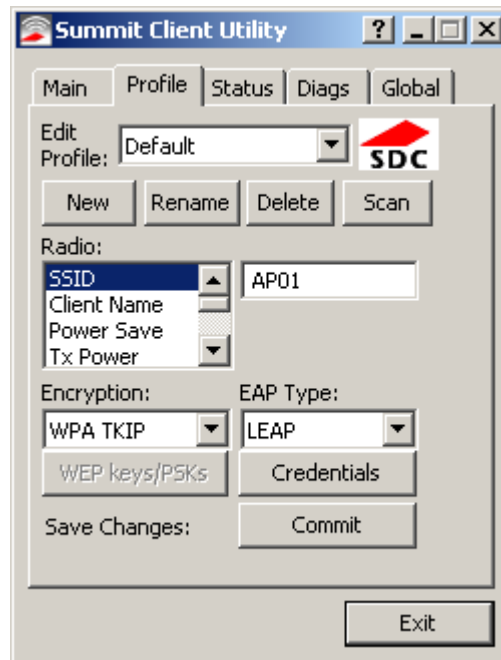 Summit Client Utility ?
Main Profile Status Diags Global
Edit Profile: Default SDC
New Rename Delete Scan
Radio:
SSID AP01
Client Name
Power Save
Tx Power
Encryption: EAP Type:
WPA TKIP LEAP
WEP keys/PSKs Credentials
Save Changes: Commit
Exit